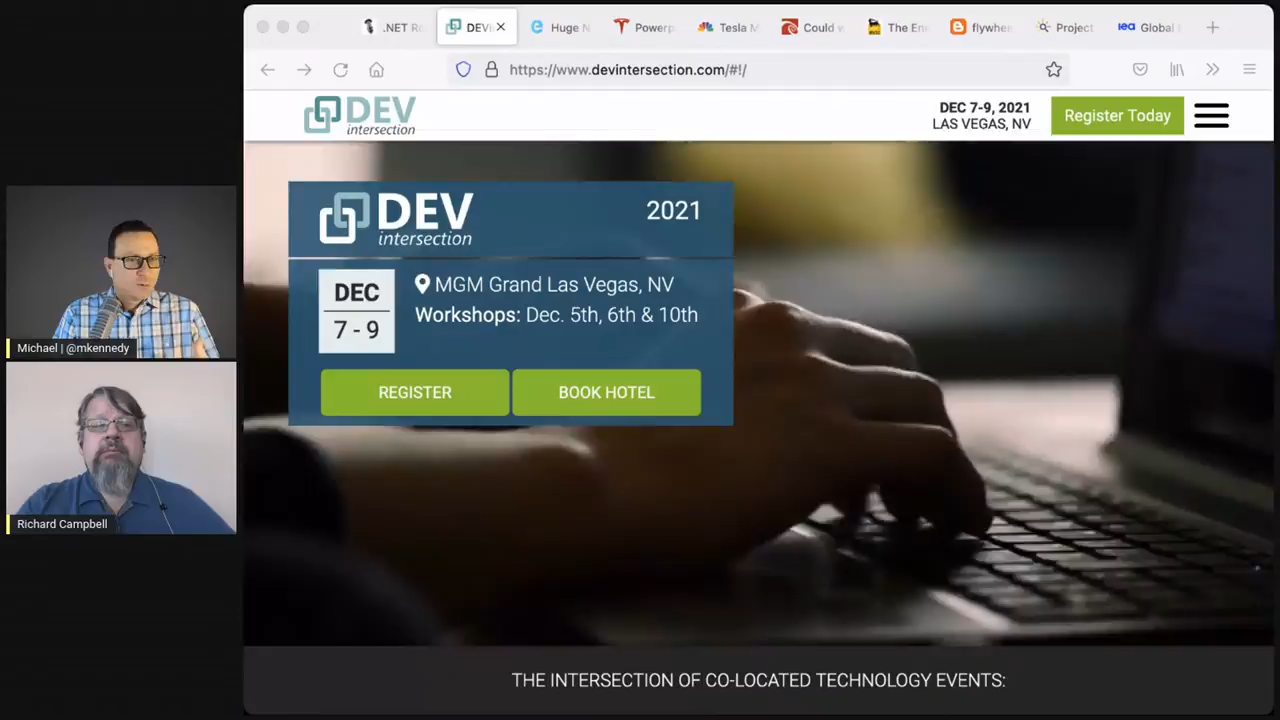 .NET R
DEV
Huge N
Powerp
Tesla M
Could w
The En
flywhee
Project
iea Global
https://www.devintersection.com/#!/
DEV
intersection
DEC 7-9, 2021
LAS VEGAS, NV
Register Today
DEV
intersection
2021
DEC
7 - 9
MGM Grand Las Vegas, NV
Workshops: Dec. 5th, 6th & 10th
REGISTER
BOOK HOTEL
Michael | @mkennedy
Richard Campbell
THE INTERSECTION OF CO-LOCATED TECHNOLOGY EVENTS: